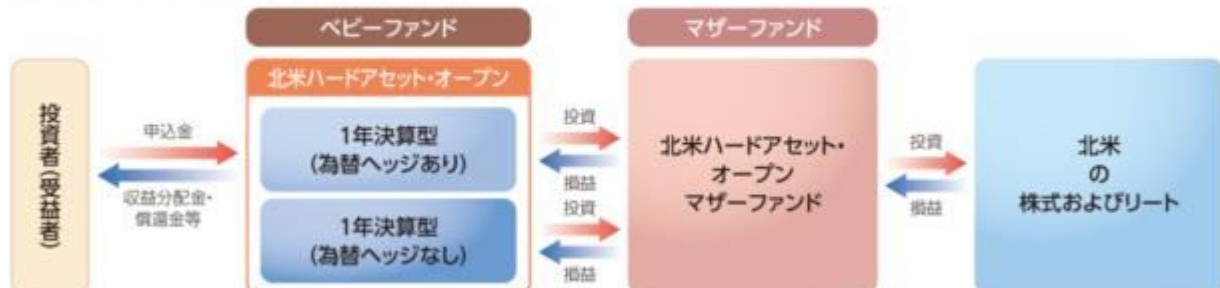 ベビーファンド
マザーファンド
投資者(受益者)
申込金
収益分配金・
償還金等
北米ハードアセット・オープン
1年決算型
(為替ヘッジあり)
1年決算型
(為替ヘッジなし)
投資
損益
投資
損益
北米ハードアセット・
オープン
マザーファンド
投資
損益
北米
の
株式およびリート